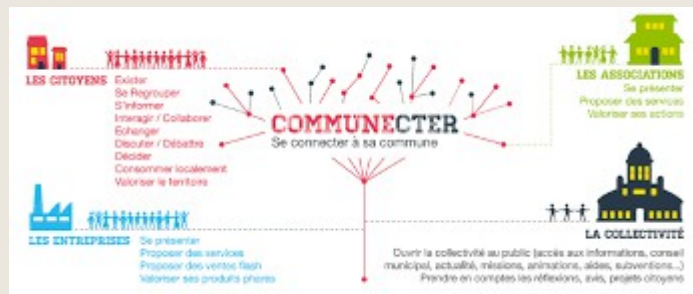 LES CITOYENS
Exister
Se Regrouper
S'informer
Interagir / Collaborer
Echanger
Discuter / Débattre
Décider
Consommer localement
Valoriser le territoire
COMMUNECTER
Se connecter à sa commune
LES ASSOCIATIONS
Se présenter
Proposer des services
Valoriser ses actions
LES ENTREPRISES
Se présenter
Proposer des services
Proposer des ventes flash
Valoriser ses produits phares
LA COLLECTIVITÉ
Ouvrir la collectivité au public (accès aux informations, conseil
municipal, actualité, missions, animations, aides, subventions...)
Prendre en comptes les réflexions, avis, projets citoyens